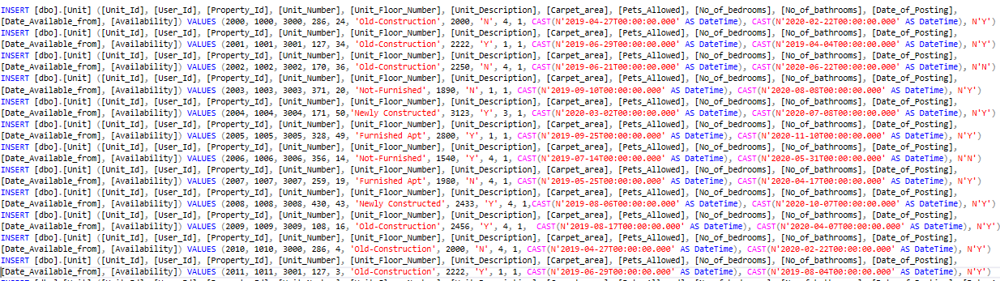 INSERT [dbo].[Unit] ([Unit_Id], [User_Id], [Property_Id], [Unit_Number], [Unit_Floor_Number], [Unit_Description], [Carpet_area], [Pets_Allowed], [No_of_bedrooms], [No_of_bathrooms], [Date_of_Posting],
[Date_Available_from], [Availability]) VALUES (2000, 1000, 3000, 286, 24, 'Old-Construction', 2000, 'N', 4, 1, CAST(N'2019-04-27T00:00:00.000' AS DateTime), CAST(N'2020-02-22T00:00:00.000' AS DateTime), N'Y')
INSERT [dbo].[Unit] ([Unit_Id], [User_Id], [Property_Id], [Unit_Number], [Unit_Floor_Number], [Unit_Description], [Carpet_area], [Pets_Allowed], [No_of_bedrooms], [No_of_bathrooms], [Date_of_Posting],
[Date_Available_from], [Availability]) VALUES (2001, 1001, 3001, 127, 34, 'Old-Construction', 2222, 'Y', 1, 1, CAST(N'2019-06-29T00:00:00.000' AS DateTime), CAST(N'2019-04-04T00:00:00.000' AS DateTime), N'Y')
INSERT [dbo].[Unit] ([Unit_Id], [User_Id], [Property_Id], [Unit_Number], [Unit_Floor_Number], [Unit_Description], [Carpet_area], [Pets_Allowed], [No_of_bedrooms], [No_of_bathrooms], [Date_of_Posting],
[Date_Available_from], [Availability]) VALUES (2002, 1002, 3002, 170, 36, 'Old-Construction', 2250, 'N', 4, 1, CAST(N'2019-06-21T00:00:00.000' AS DateTime), CAST(N'2020-06-22T00:00:00.000' AS DateTime), N'N')
INSERT [dbo].[Unit] ([Unit_Id], [User_Id], [Property_Id], [Unit_Number], [Unit_Floor_Number], [Unit_Description], [Carpet_area], [Pets_Allowed], [No_of_bedrooms], [No_of_bathrooms], [Date_of_Posting],
[Date_Available_from], [Availability]) VALUES (2003, 1003, 3003, 371, 20, 'Not-Furnished', 1890, 'N', 1, 1, CAST(N'2019-09-10T00:00:00.000' AS DateTime), CAST(N'2020-08-08T00:00:00.000' AS DateTime), N'Y')
INSERT [dbo].[Unit] ([Unit_Id], [User_Id], [Property_Id], [Unit_Number], [Unit_Floor_Number], [Unit_Description], [Carpet_area], [Pets_Allowed], [No_of_bedrooms], [No_of_bathrooms], [Date_of_Posting],
[Date_Available_from], [Availability]) VALUES (2004, 1004, 3004, 171, 50,'Newly Constructed', 3123, 'Y', 3, 1, CAST(N'2020-03-02T00:00:00.000' AS DateTime), CAST(N'2020-07-08T00:00:00.000' AS DateTime), N'Y')
INSERT [dbo].[Unit] ([Unit_Id], [User_Id], [Property_Id], [Unit_Number], [Unit_Floor_Number], [Unit_Description], [Carpet_area], [Pets_Allowed], [No_of_bedrooms], [No_of_bathrooms], [Date_of_Posting],
[Date_Available_from], [Availability]) VALUES (2005, 1005, 3005, 328, 49, 'Furnished Apt', 2800, 'Y', 1, 1, CAST(N'2019-09-25T00:00:00.000' AS DateTime), CAST(N'2020-11-10T00:00:00.000' AS DateTime), N'Y')
INSERT [dbo].[Unit] ([Unit_Id], [User_Id], [Property_Id], [Unit_Number], [Unit_Floor_Number], [Unit_Description], [Carpet_area], [Pets_Allowed], [No_of_bedrooms], [No_of_bathrooms], [Date_of_Posting],
[Date_Available_from], [Availability]) VALUES (2006, 1006, 3006, 356, 14, 'Not-Furnished', 1540, 'Y', 4, 1, CAST(N'2019-07-14T00:00:00.000' AS DateTime), CAST(N'2020-05-31T00:00:00.000' AS DateTime), N'N')
INSERT [dbo].[Unit] ([Unit_Id], [User_Id], [Property_Id], [Unit_Number], [Unit_Floor_Number], [Unit_Description], [Carpet_area], [Pets_Allowed], [No_of_bedrooms], [No_of_bathrooms], [Date_of_Posting],
[Date_Available_from], [Availability]) VALUES (2007, 1007, 3007, 259, 19, 'Furnished Apt', 1980, 'N', 4, 1, CAST(N'2019-05-25T00:00:00.000' AS DateTime), CAST(N'2020-04-17T00:00:00.000' AS DateTime), N'Y')
INSERT [dbo].[Unit] ([Unit_Id], [User_Id], [Property_Id], [Unit_Number], [Unit_Floor_Number], [Unit_Description], [Carpet_area], [Pets_Allowed], [No_of_bedrooms], [No_of_bathrooms], [Date_of_Posting],
[Date_Available_from], [Availability]) VALUES (2008, 1008, 3008, 430, 43, 'Newly Constructed', 2433, 'Y', 4, 1,CAST(N'2019-08-06T00:00:00.000' AS DateTime), CAST(N'2020-10-07T00:00:00.000' AS DateTime), N'Y')
INSERT [dbo].[Unit] ([Unit_Id], [User_Id], [Property_Id], [Unit_Number], [Unit_Floor_Number], [Unit_Description], [Carpet_area], [Pets_Allowed], [No_of_bedrooms], [No_of_bathrooms], [Date_of_Posting],
[Date_Available_from], [Availability]) VALUES (2009, 1009, 3009, 108, 16, 'Old-Construction', 2456, 'Y', 4, 1, CAST(N'2019-08-17T00:00:00.000' AS DateTime), CAST(N'2020-04-07T00:00:00.000' AS DateTime), N'Y')
INSERT [dbo].[Unit] ([Unit_Id], [User_Id], [Property_Id], [Unit_Number], [Unit_Floor_Number], [Unit_Description], [Carpet_area], [Pets_Allowed], [No_of_bedrooms], [No_of_bathrooms], [Date_of_Posting],
[Date_Available_from], [Availability]) VALUES (2010, 1010, 3000, 286, 4, 'Old-Construction', 2000, 'N', 4, 1, CAST(N'2019-04-27T00:00:00.000' AS DateTime), CAST(N'2020-02-22T00:00:00.000' AS DateTime), N'Y')
INSERT [dbo].[Unit] ([Unit_Id], [User_Id], [Property_Id], [Unit_Number], [Unit_Floor_Number], [Unit_Description], [Carpet_area], [Pets_Allowed], [No_of_bedrooms], [No_of_bathrooms], [Date_of_Posting],
[Date_Available_from], [Availability]) VALUES (2011, 1011, 3001, 127, 3, 'Old-Construction', 2222, 'Y', 1, 1, CAST(N'2019-06-29T00:00:00.000' AS DateTime), CAST(N'2019-08-04T00:00:00.000' AS DateTime), N'Y')